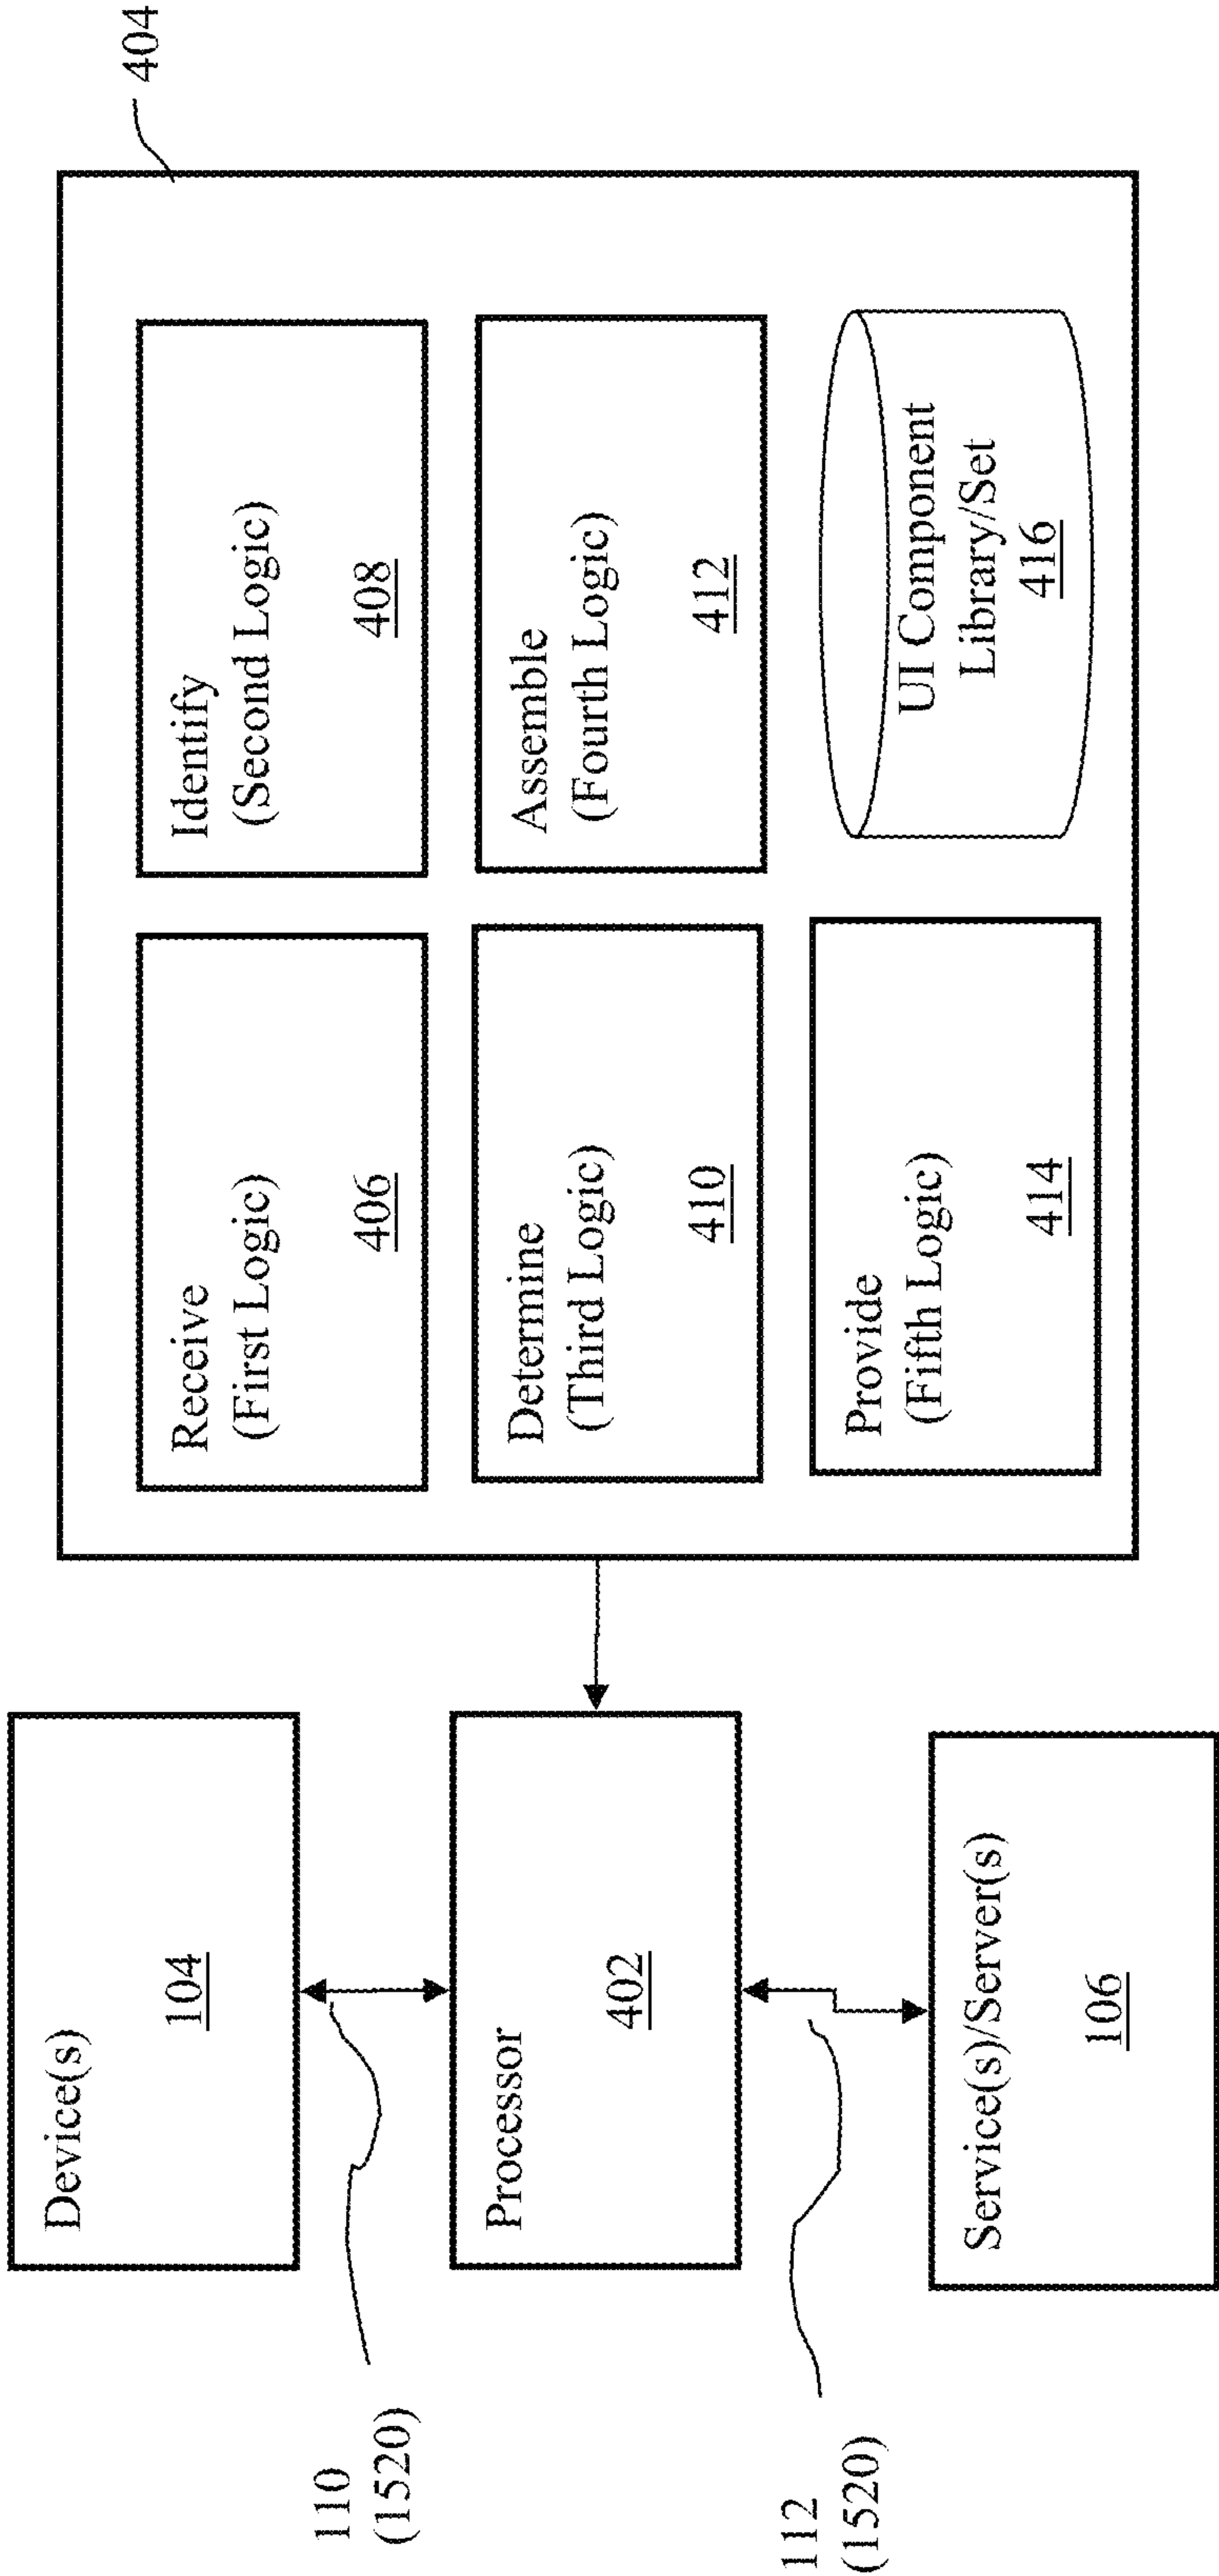 Device(s)
104
110
(1520)
Processor
402
112
(1520)
Service(s)/Server(s)
106
404
Receive
(First Logic)
406
Identify
(Second Logic)
408
Determine
(Third Logic)
410
Assemble
(Fourth Logic)
412
Provide
(Fifth Logic)
414
UI Component
Library/Set
416